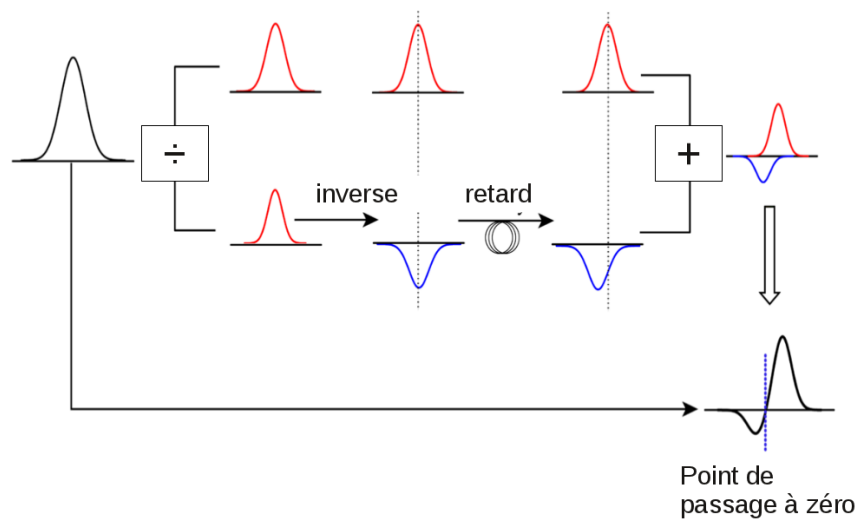 ÷
inverse
retard
+
Point de
passage à zéro